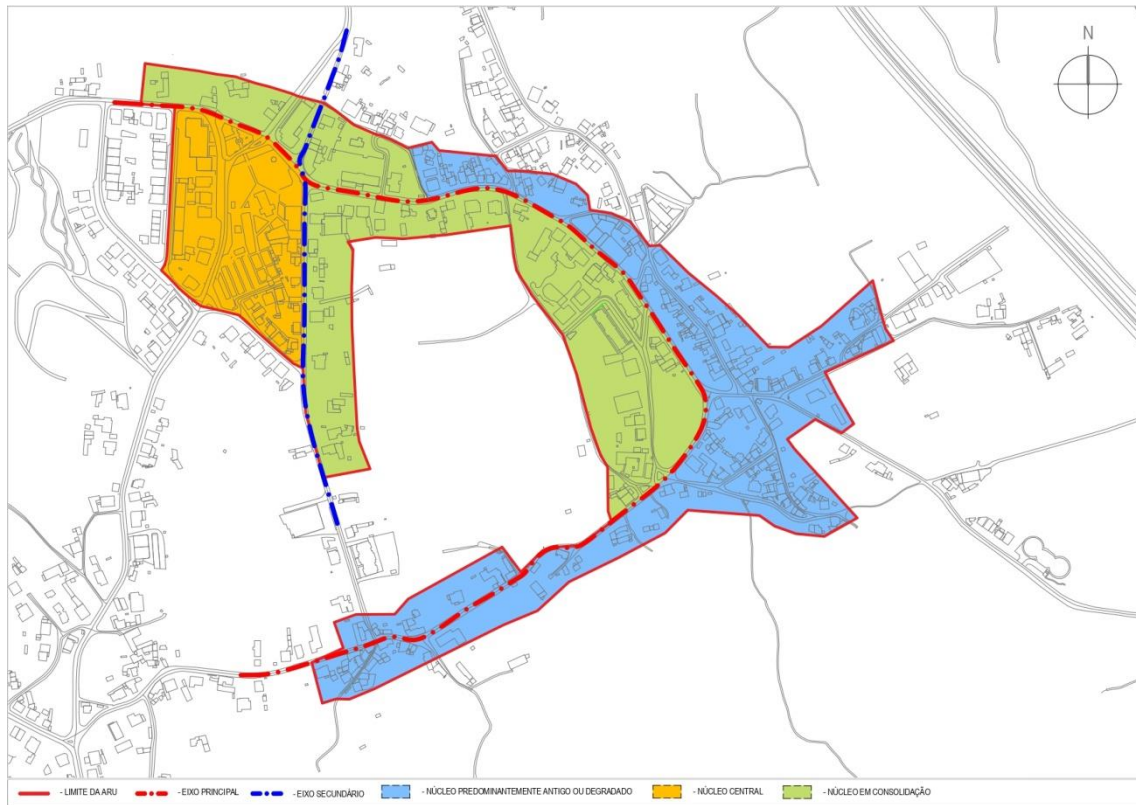 N
- LIMITE DA ARU - EIXO PRINCIPAL - EIXO SECUNDÁRIO - NÚCLEO PREDOMINANTEMENTE ANTIGO OU DEGRADADO - NÚCLEO CENTRAL - NÚCLEO EM CONSOLIDAÇÃO